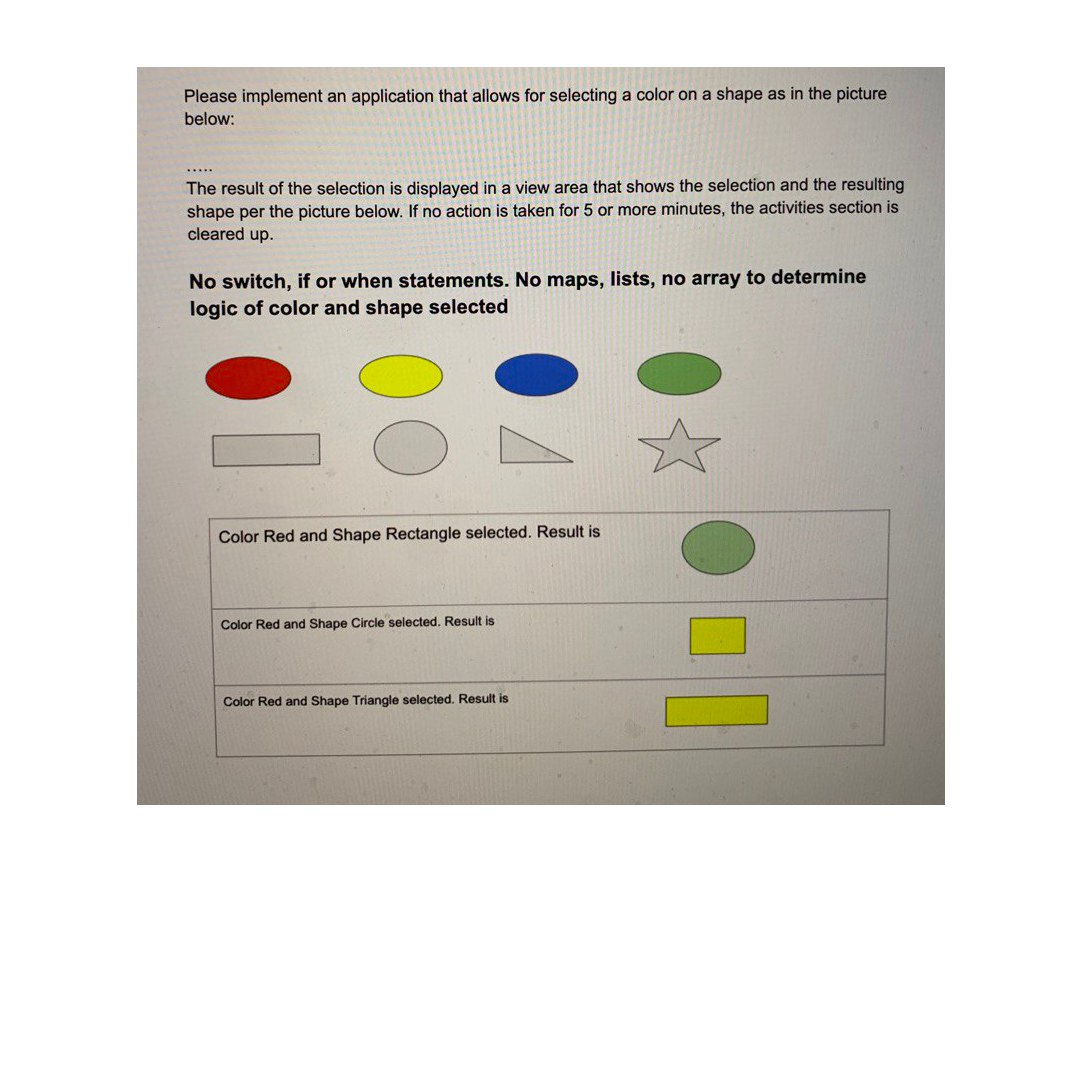 Please implement an application that allows for selecting a color on a shape as in the picture
below:
.....
The result of the selection is displayed in a view area that shows the selection and the resulting
shape per the picture below. If no action is taken for 5 or more minutes, the activities section is
cleared up.
No switch, if or when statements. No maps, lists, no array to determine
logic of color and shape selected
Color Red and Shape Rectangle selected. Result is
Color Red and Shape Circle selected. Result is
Color Red and Shape Triangle selected. Result is